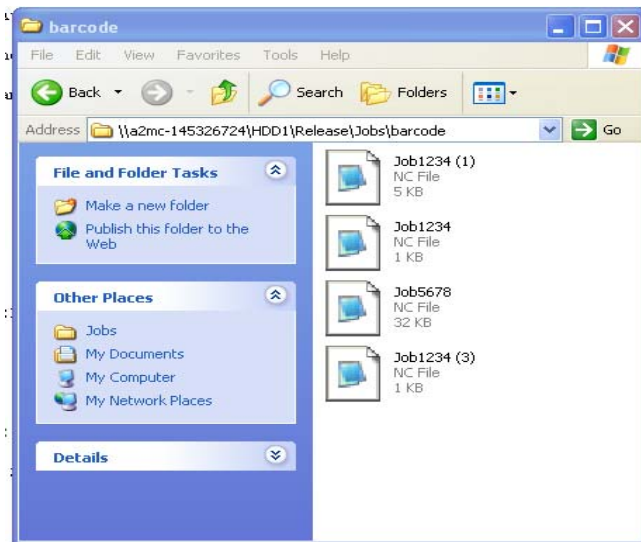 barcode
File Edit View Favorites Tools Help
Back Search Folders
Address \\a2mc-145326724\HDD1\Release\Jobs\barcode Go
File and Folder Tasks
Make a new folder
Publish this folder to the
Web
Other Places
Jobs
My Documents
My Computer
My Network Places
Details
Job1234 (1)
NC File
5 KB
Job1234
NC File
1 KB
Job5678
NC File
32 KB
Job1234 (3)
NC File
1 KB